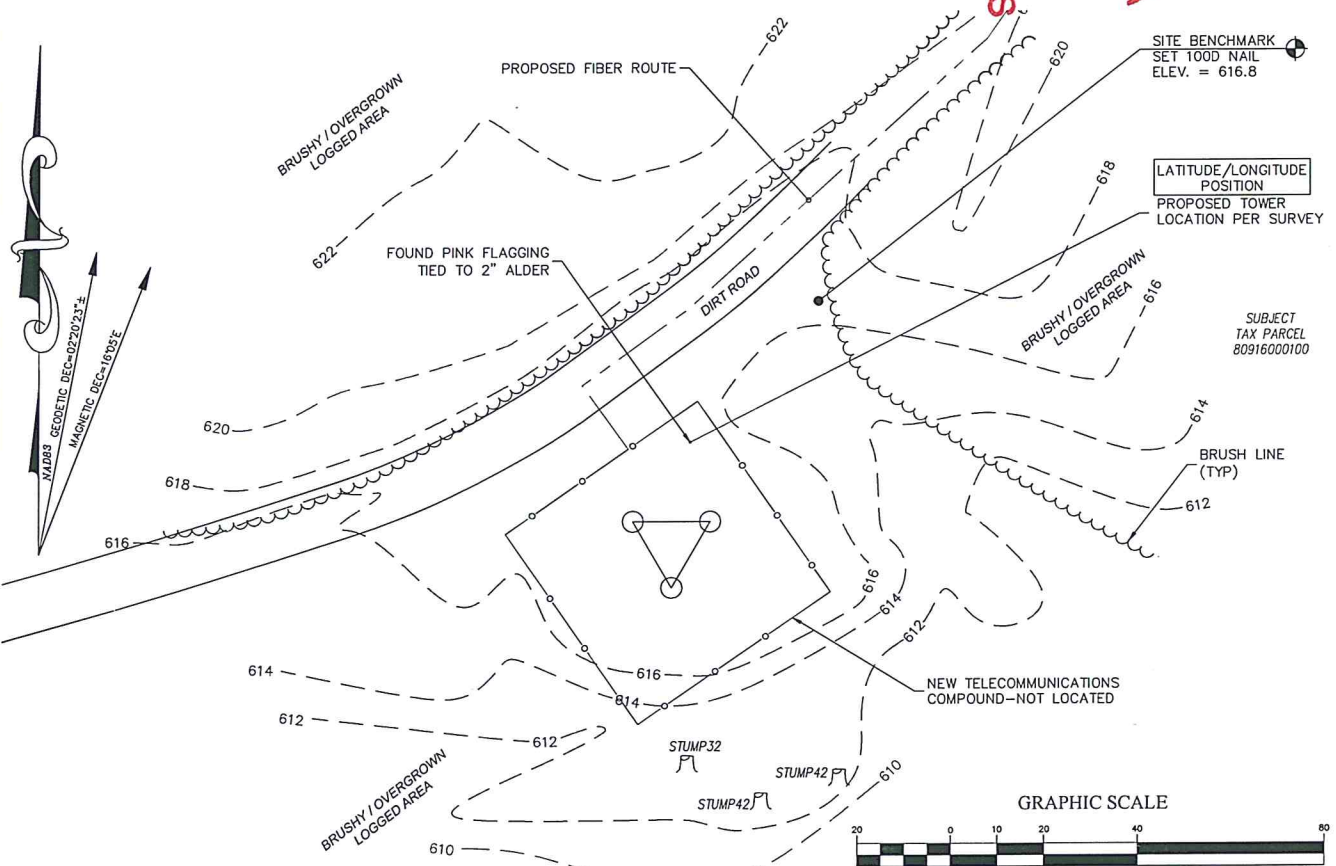 622
620
SITE BENCHMARK
SET 100D NAIL
ELEV. = 616.8
PROPOSED FIBER ROUTE
BRUSHY / OVERGROWN
LOGGED AREA
622
618
LATITUDE/LONGITUDE
POSITION
PROPOSED TOWER
LOCATION PER SURVEY
FOUND PINK FLAGGING
TIED TO 2" ALDER
DIRT ROAD
BRUSHY / OVERGROWN
LOGGED AREA
616
SUBJECT
TAX PARCEL
80916000100
NAD83 GEODETIC DEC=02°20'23"±
MAGNETIC DEC=16°05'E
620
614
618
BRUSH LINE
(TYP)
612
616
616
614
612
614
616
614
NEW TELECOMMUNICATIONS
COMPOUND-NOT LOCATED
612
612
STUMP32
STUMP42
STUMP42
610
BRUSHY / OVERGROWN
LOGGED AREA
610
GRAPHIC SCALE
20 0 10 20 40 80